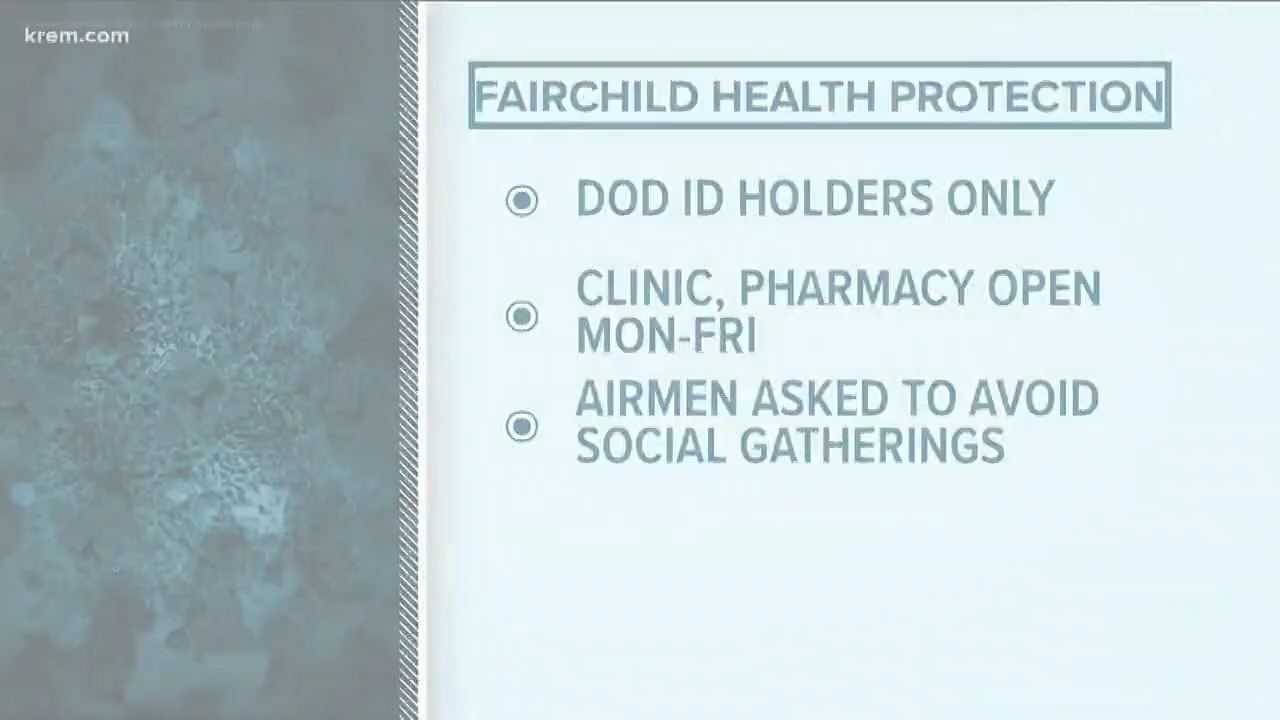 krem.com
FAIRCHILD HEALTH PROTECTION
DOD ID HOLDERS ONLY
CLINIC, PHARMACY OPEN
MON-FRI
AIRMEN ASKED TO AVOID
SOCIAL GATHERINGS